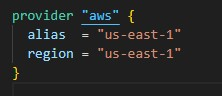 provider "aws" {
  alias  = "us-east-1"
  region = "us-east-1"
}